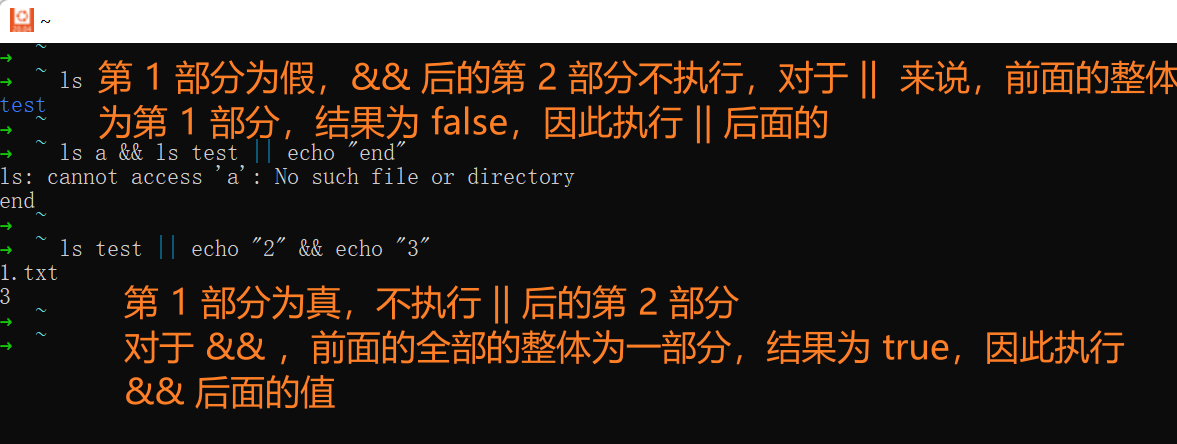 ~
→ ~
→ ~ ls 第 1 部分为假，&& 后的第 2 部分不执行，对于 || 来说，前面的整体
test
→ ~ 为第 1 部分，结果为 false，因此执行 || 后面的
→ ~ ls a && ls test || echo "end"
ls: cannot access 'a': No such file or directory
end
→ ~
→ ~ ls test || echo "2" && echo "3"
1.txt
3
第 1 部分为真，不执行 || 后的第 2 部分
→ ~
→ ~ 对于 && ，前面的全部的整体为一部分，结果为 true，因此执行
&& 后面的值